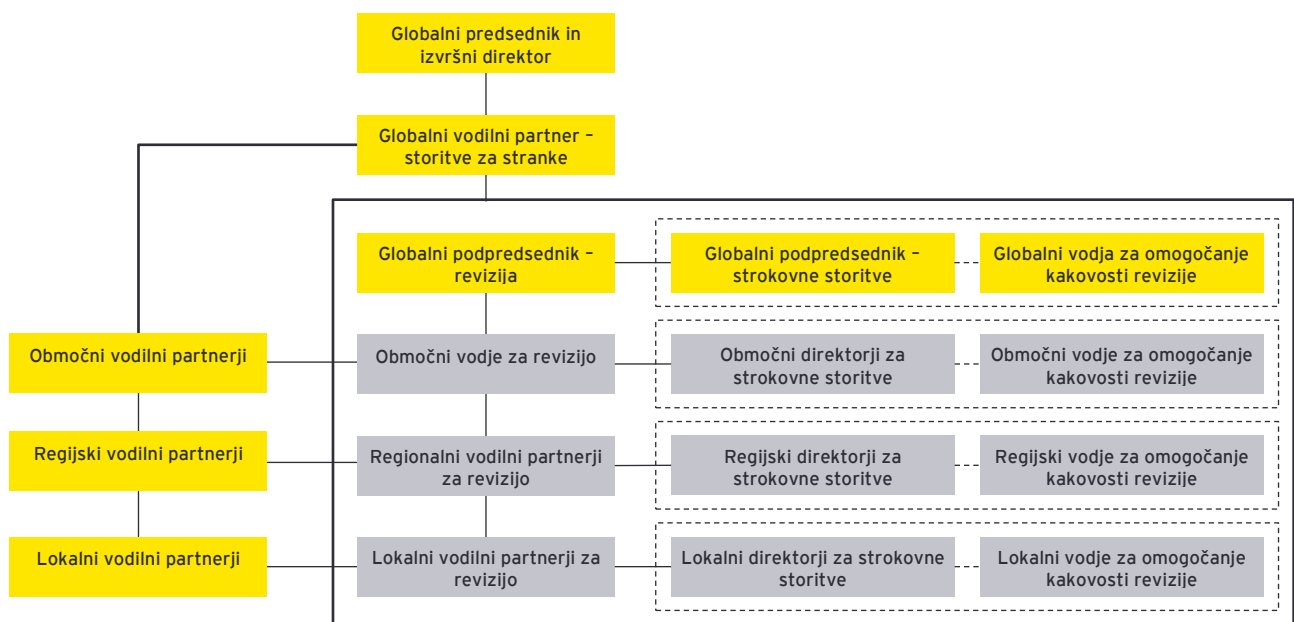 Globalni predsednik in
izvršni direktor
Globalni vodilni partner –
storitve za stranke
Globalni podpredsednik –
revizija
Globalni podpredsednik –
strokovne storitve
Globalni vodja za omogočanje
kakovosti revizije
Območni vodilni partnerji
Območni vodje za revizijo
Območni direktorji za
strokovne storitve
Območni vodje za omogočanje
kakovosti revizije
Regijski vodilni partnerji
Regionalni vodilni partnerji
za revizijo
Regijski direktorji za
strokovne storitve
Regijski vodje za omogočanje
kakovosti revizije
Lokalni vodilni partnerji
Lokalni vodilni partnerji za
revizijo
Lokalni direktorji za strokovne
storitve
Lokalni vodje za omogočanje
kakovosti revizije